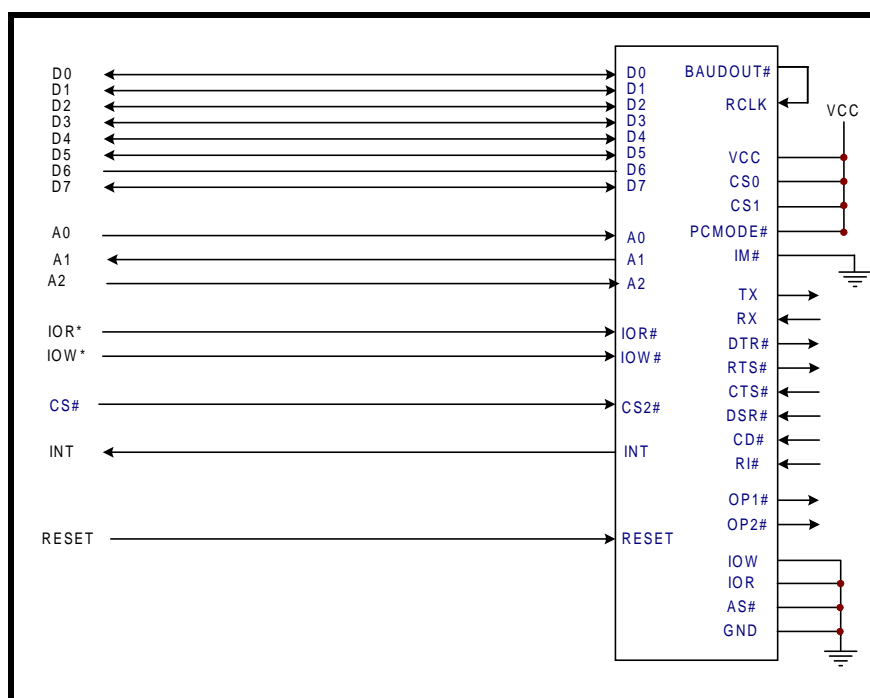 D0
D1
D2
D3
D4
D5
D6
D7
A0
A1
A2
IOR*
IOW*
CS#
INT
RESET
D0
D1
D2
D3
D4
D5
D6
D7
A0
A1
A2
IOR#
IOW#
CS2#
INT
RESET
BAUDOUT#
RCLK
VCC
VCC
CS0
CS1
PCMODE#
IM#
TX
RX
DTR#
RTS#
CTS#
DSR#
CD#
RI#
OP1#
OP2#
IOW
IOR
AS#
GND